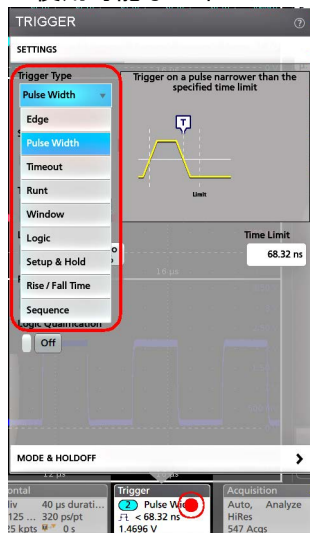 TRIGGER
?
SETTINGS
Trigger Type
Pulse Width
Trigger on a pulse narrower than the
specified time limit
T
Limit
Edge
Pulse Width
Timeout
Runt
Window
Logic
Setup & Hold
Rise / Fall Time
Sequence
Time Limit
68.32 ns
Logic Qualification
Off
MODE & HOLDOFF
Trigger
2 Pulse Wi
< 68.32 ns
1.4696 V
40 µs durati...
320 ps/pt
0 s
Acquisition
Auto, Analyze
HiRes
547 Acqs